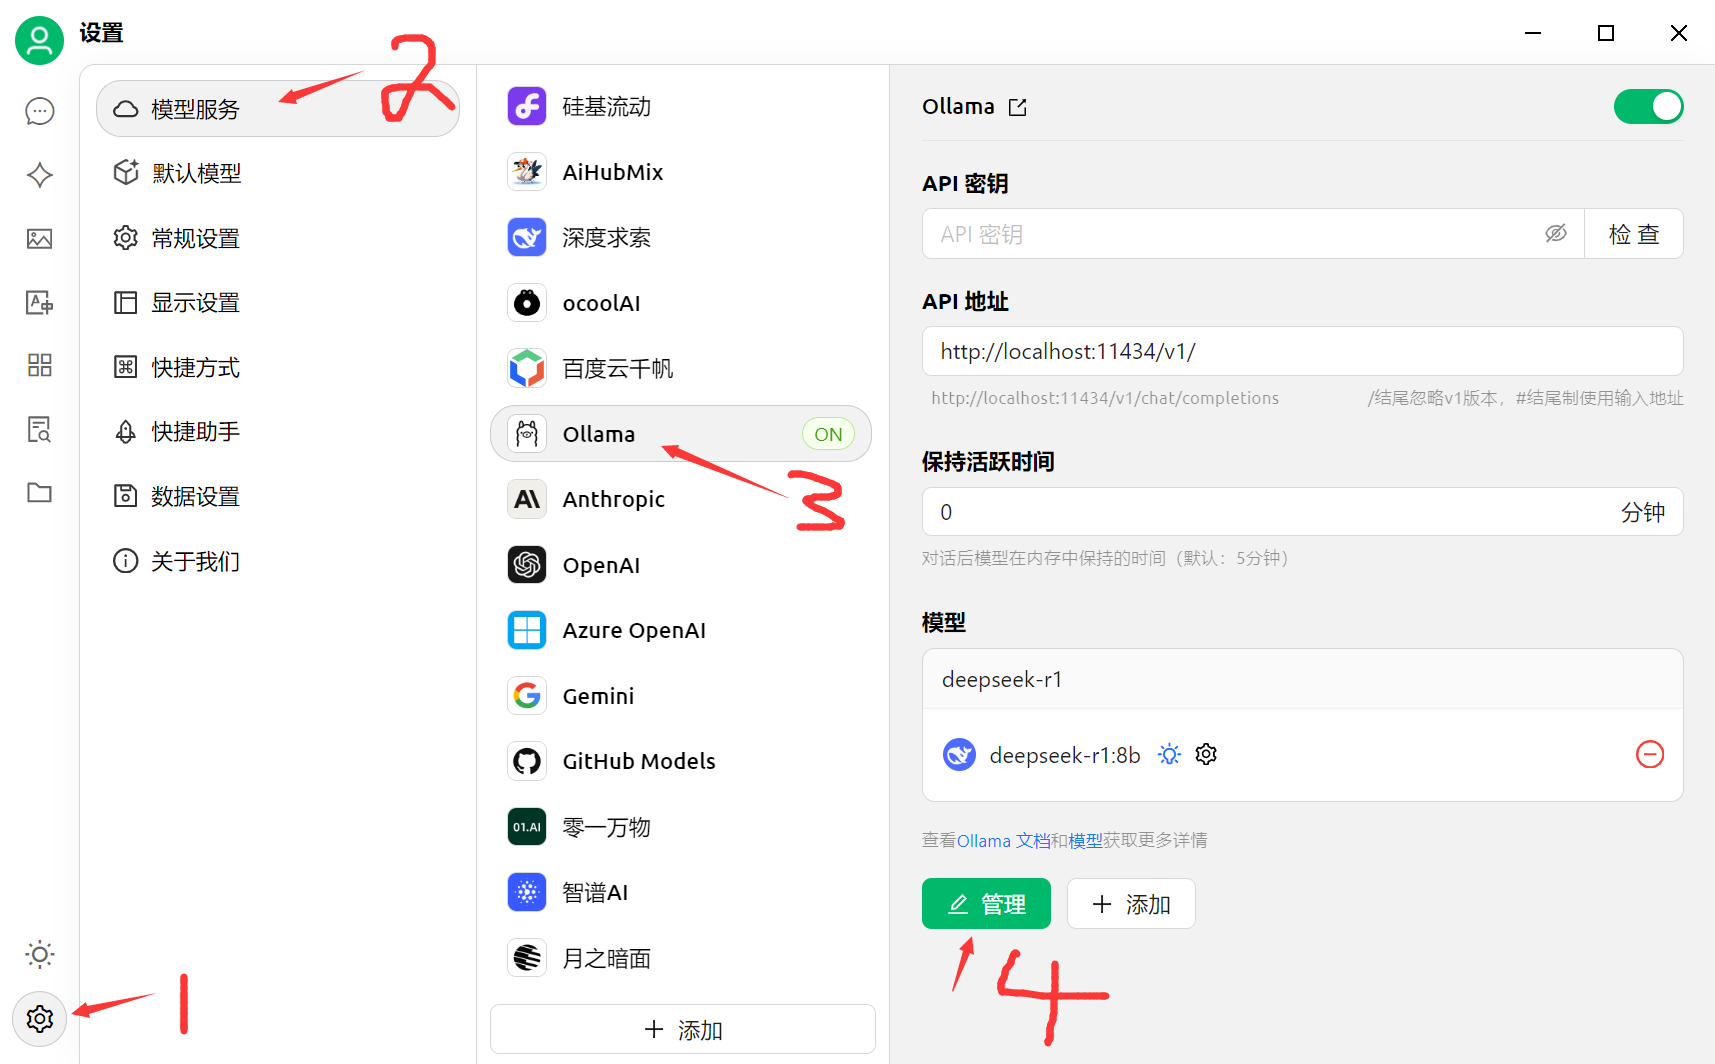 设置
模型服务
默认模型
常规设置
显示设置
快捷方式
快捷助手
数据设置
关于我们
1
2
硅基流动
AiHubMix
深度求索
ocoolAI
百度云千帆
Ollama ON
Anthropic
OpenAI
Azure OpenAI
Gemini
GitHub Models
01.AI 零一万物
智谱AI
月之暗面
添加
3
Ollama
API 密钥
API 密钥 检 查
API 地址
http://localhost:11434/v1/
http://localhost:11434/v1/chat/completions /结尾忽略v1版本，#结尾制使用输入地址
保持活跃时间
0 分钟
对话后模型在内存中保持的时间（默认：5分钟）
模型
deepseek-r1
deepseek-r1:8b
查看Ollama 文档和模型获取更多详情
管理 添加
4